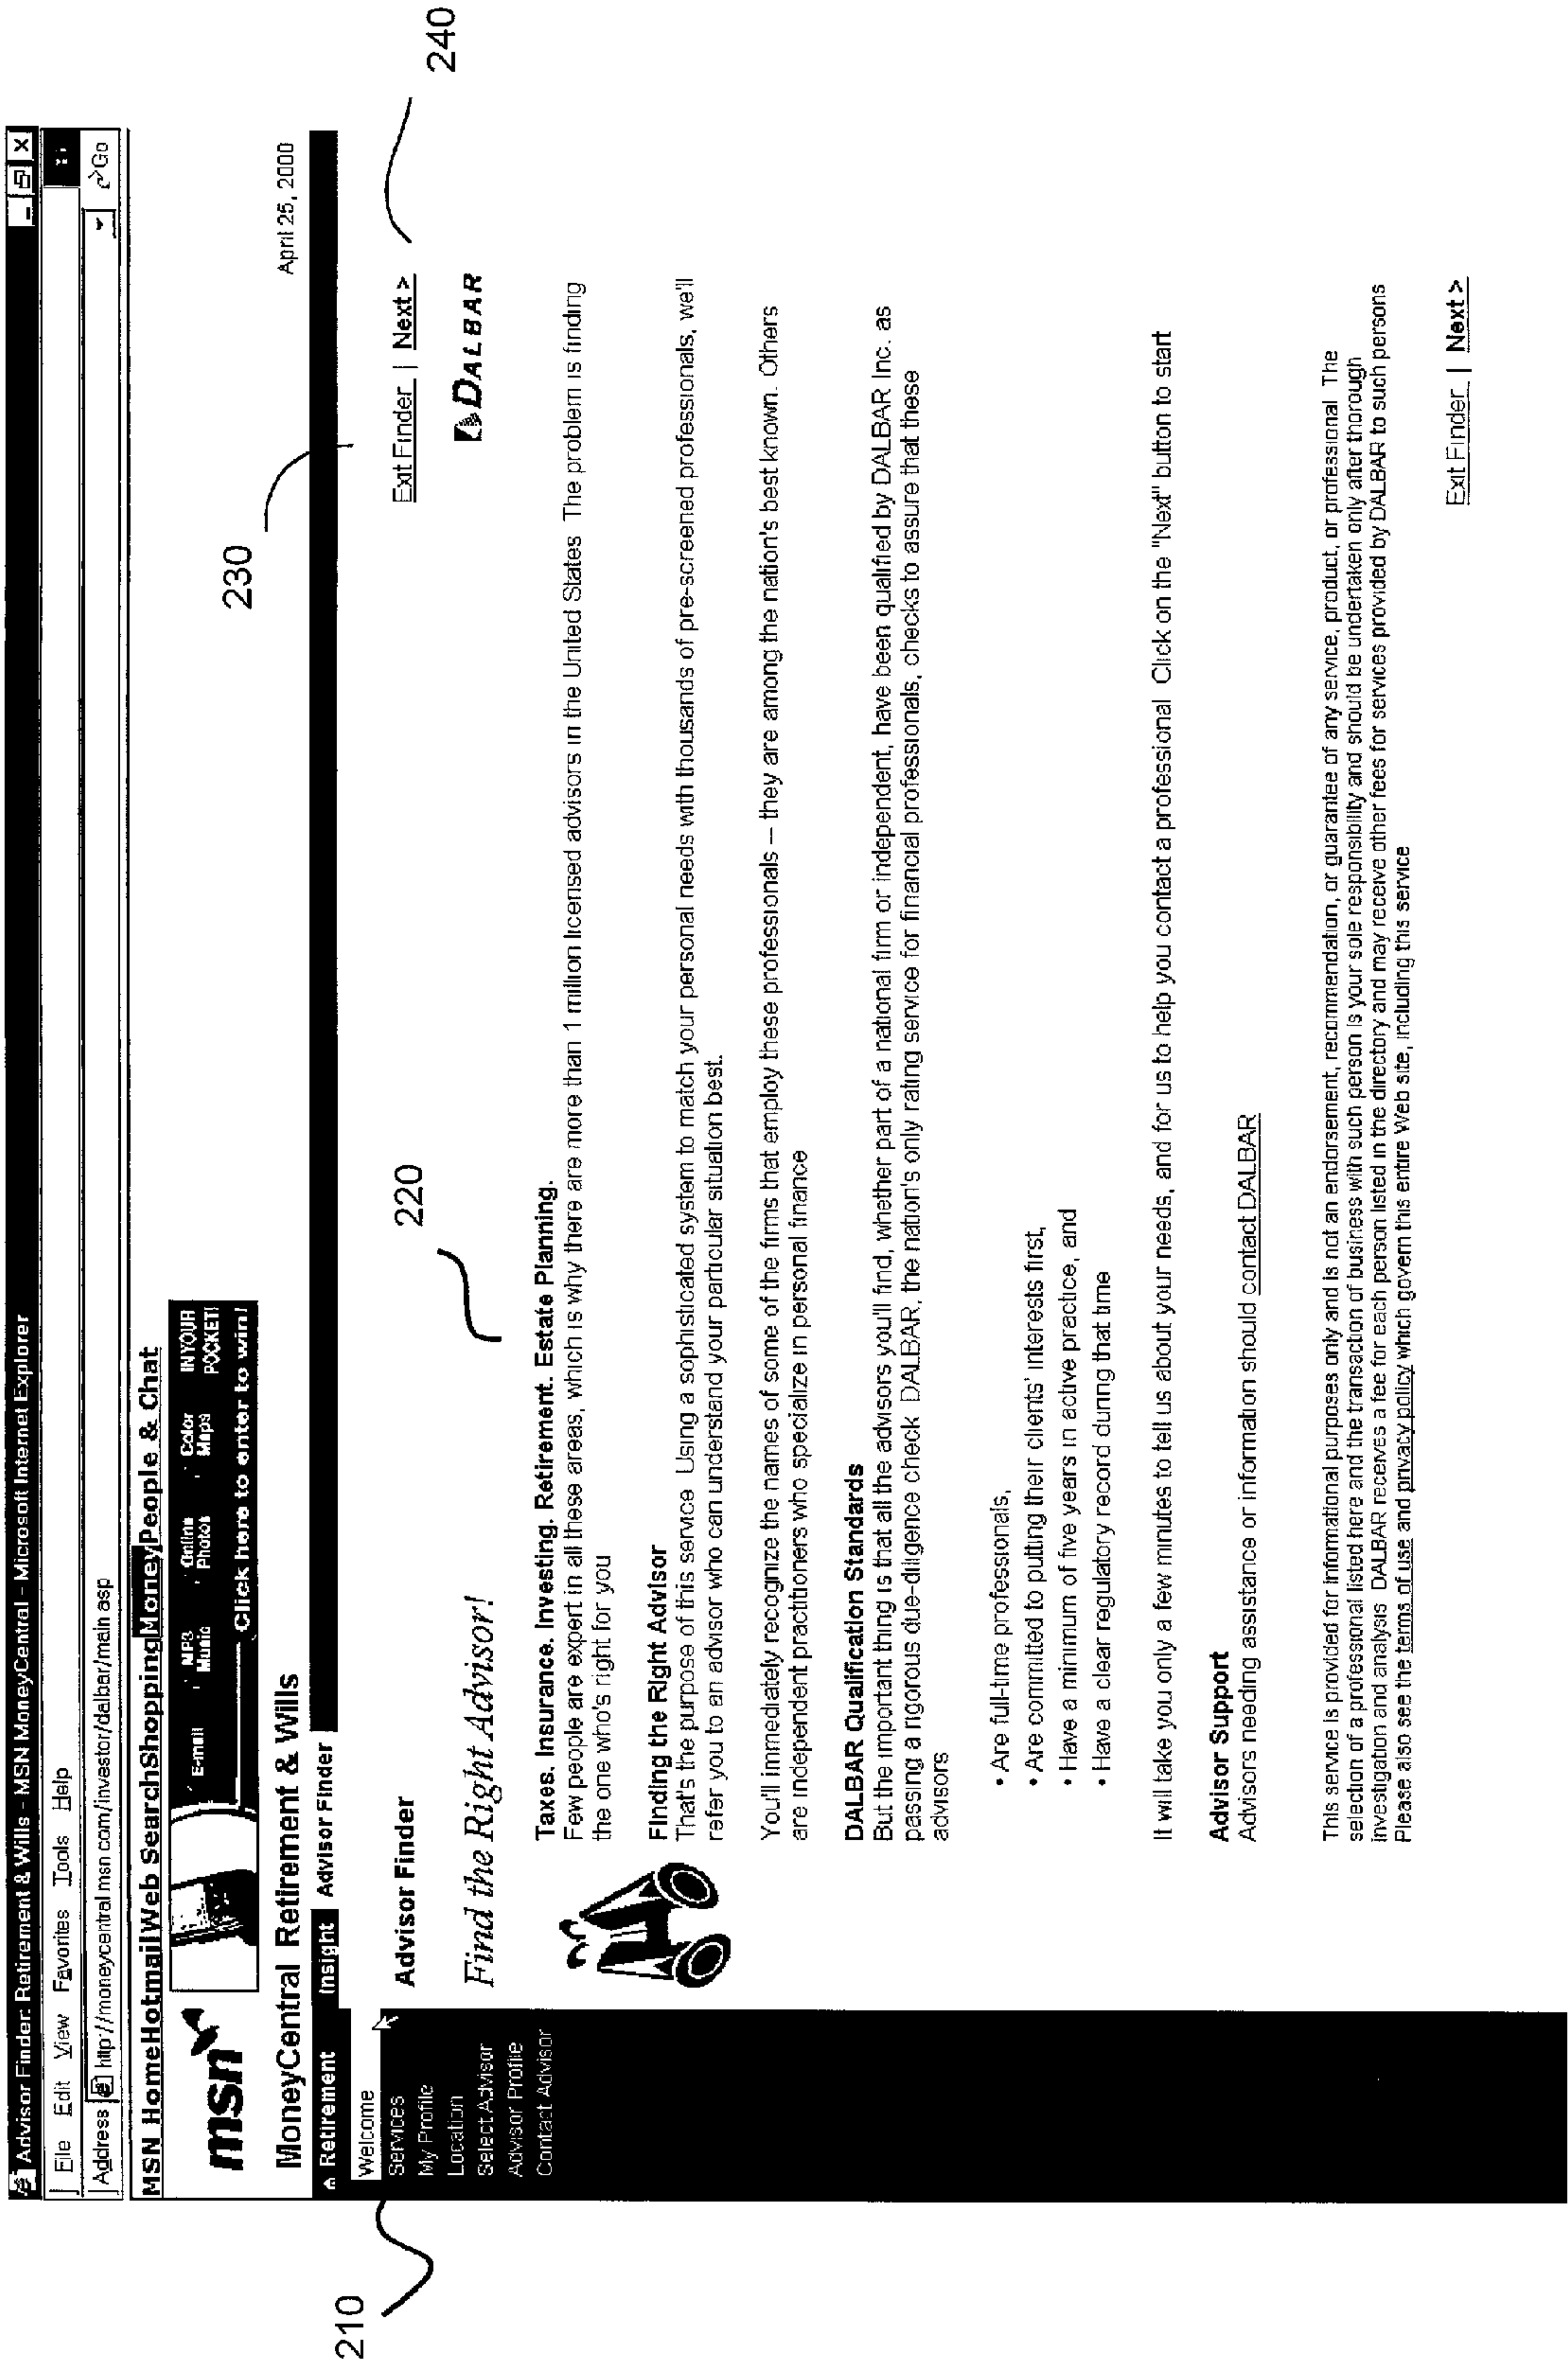 Advisor Finder: Retirement & Wills - MSN MoneyCentral - Microsoft Internet Explorer
File Edit View Favorites Tools Help
Address http://moneycentral msn com/investor/dalbar/main asp Go
MSN Home Hotmail Web Search Shopping Money People & Chat
msn
E-mail MP3 Music Online Photos Color Maps IN YOUR POCKET!
Click here to enter to win!
MoneyCentral Retirement & Wills
April 25, 2000
Retirement Insight Advisor Finder
230
240
210
220
Welcome
Services
My Profile
Location
Select Advisor
Advisor Profile
Contact Advisor
Advisor Finder
Exit Finder | Next >
Find the Right Advisor!
DALBAR
Taxes. Insurance. Investing. Retirement. Estate Planning.
Few people are expert in all these areas, which is why there are more than 1 million licensed advisors in the United States The problem is finding
the one who's right for you
Finding the Right Advisor
That's the purpose of this service Using a sophisticated system to match your personal needs with thousands of pre-screened professionals, we'll
refer you to an advisor who can understand your particular situation best.
You'll immediately recognize the names of some of the firms that employ these professionals -- they are among the nation's best known. Others
are independent practitioners who specialize in personal finance
DALBAR Qualification Standards
But the important thing is that all the advisors you'll find, whether part of a national firm or independent, have been qualified by DALBAR Inc. as
passing a rigorous due-diligence check DALBAR, the nation's only rating service for financial professionals, checks to assure that these
advisors
• Are full-time professionals,
• Are committed to putting their clients' interests first,
• Have a minimum of five years in active practice, and
• Have a clear regulatory record during that time
It will take you only a few minutes to tell us about your needs, and for us to help you contact a professional Click on the "Next" button to start
Advisor Support
Advisors needing assistance or information should contact DALBAR
This service is provided for informational purposes only and is not an endorsement, recommendation, or guarantee of any service, product, or professional The
selection of a professional listed here and the transaction of business with such person is your sole responsibility and should be undertaken only after thorough
investigation and analysis DALBAR receives a fee for each person listed in the directory and may receive other fees for services provided by DALBAR to such persons
Please also see the terms of use and privacy policy which govern this entire Web site, including this service
Exit Finder | Next >